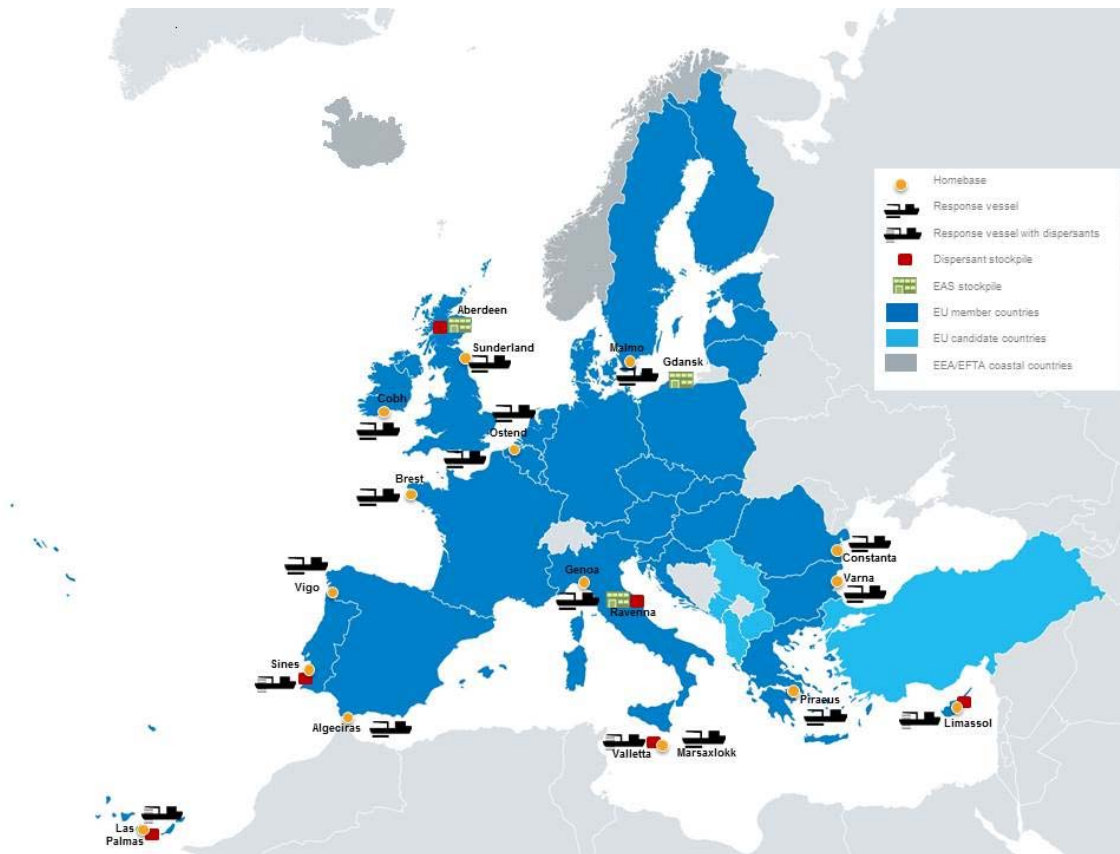 Homebase
Response vessel
Response vessel with dispersants
Dispersant stockpile
EAS stockpile
EU member countries
EU candidate countries
EEA/EFTA coastal countries
Aberdeen
Sunderland
Malmo
Gdansk
Cobh
Ostend
Brest
Constanta
Genoa
Varna
Vigo
Ravenna
Sines
Piraeus
Algeciras
Limassol
Valletta
Marsaxlokk
Las
Palmas